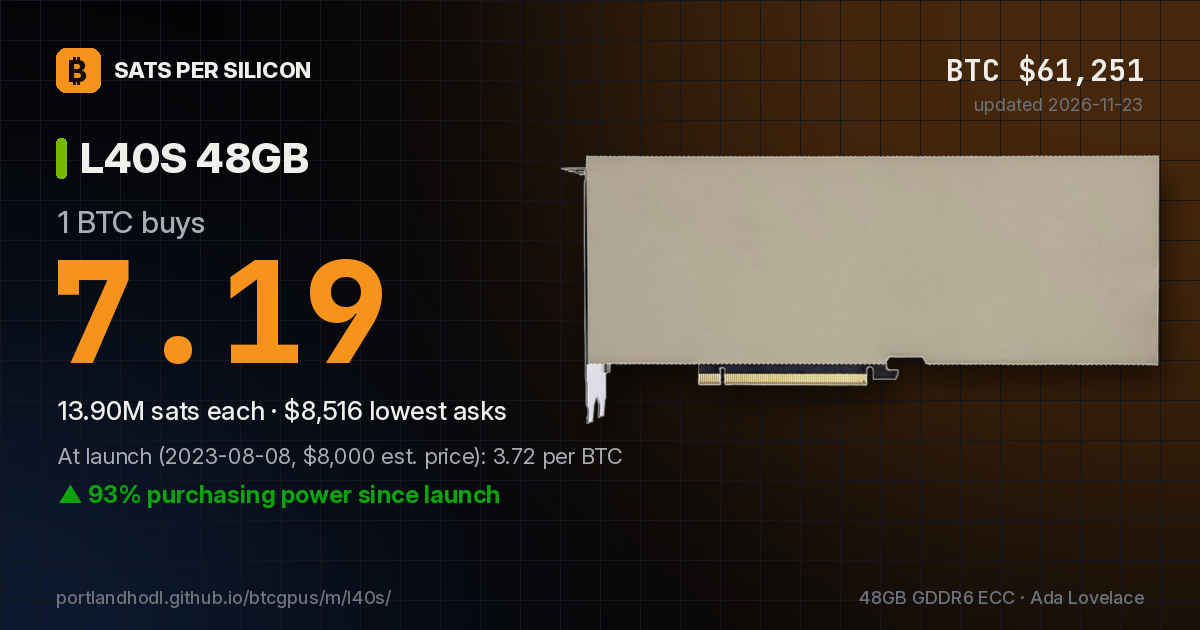 SATS PER SILICON
BTC $61,251
updated 2026-11-23
L40S 48GB
1 BTC buys
7.19
13.90M sats each · $8,516 lowest asks
At launch (2023-08-08, $8,000 est. price): 3.72 per BTC
▲ 93% purchasing power since launch
portlandhodl.github.io/btcgpus/m/l40s/
48GB GDDR6 ECC · Ada Lovelace